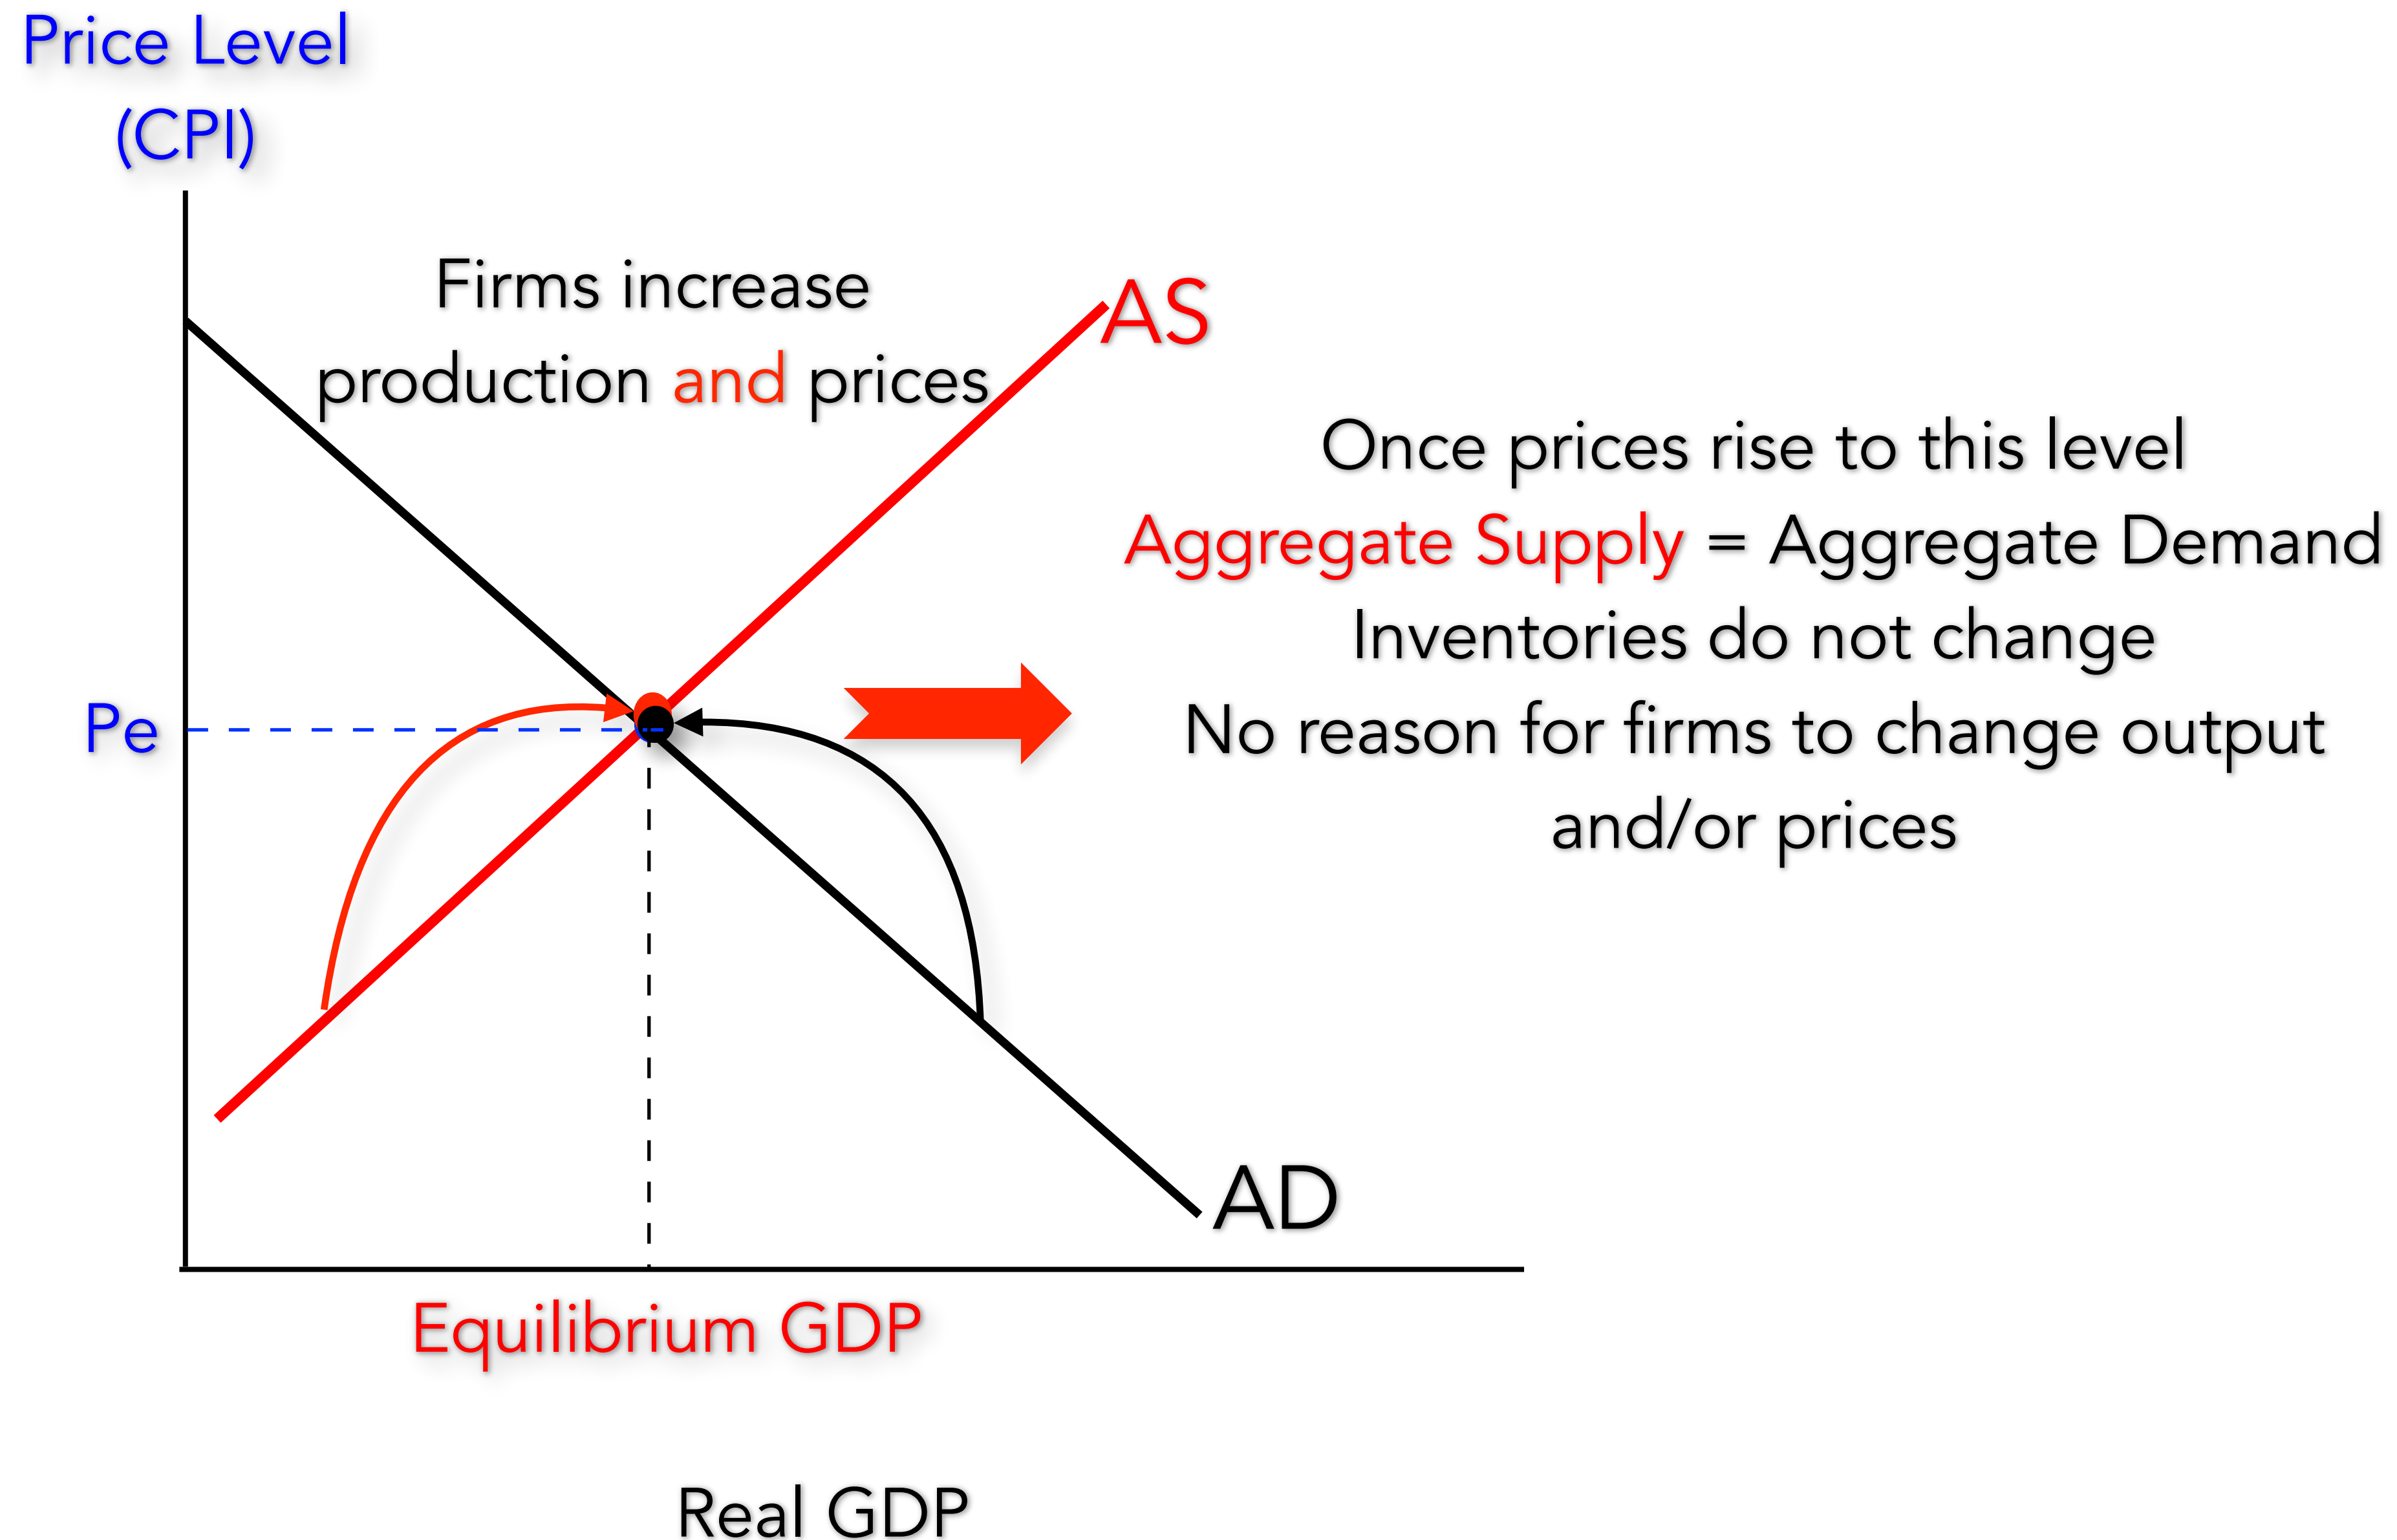 Price Level
(CPI)
Firms increase
production and prices
AS
Once prices rise to this level
Aggregate Supply = Aggregate Demand
Inventories do not change
No reason for firms to change output
and/or prices
Pe
AD
Equilibrium GDP
Real GDP